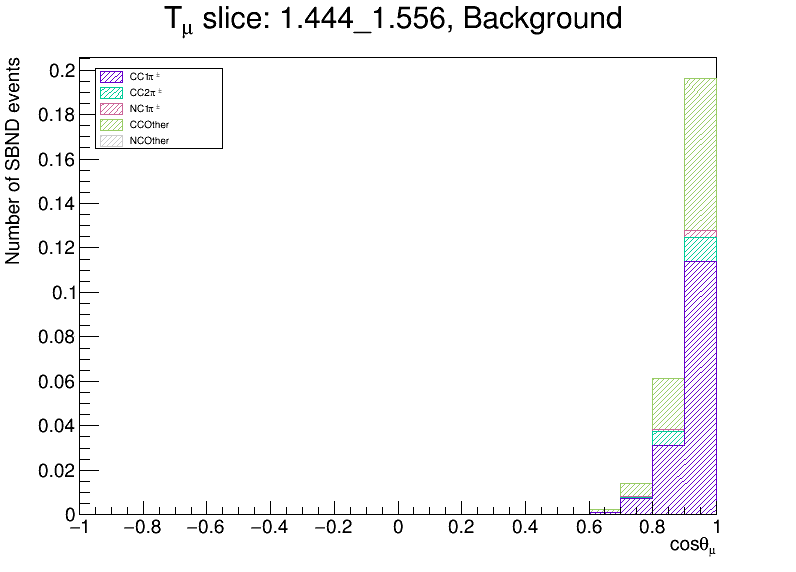 Tμ slice: 1.444_1.556, Background
Number of SBND events
0.2
0.18
0.16
0.14
0.12
0.1
0.08
0.06
0.04
0.02
0
CC1π ±
CC2π ±
NC1π ±
CCOther
NCOther
−1 −0.8 −0.6 −0.4 −0.2 0 0.2 0.4 0.6 0.8 1
cosθμ